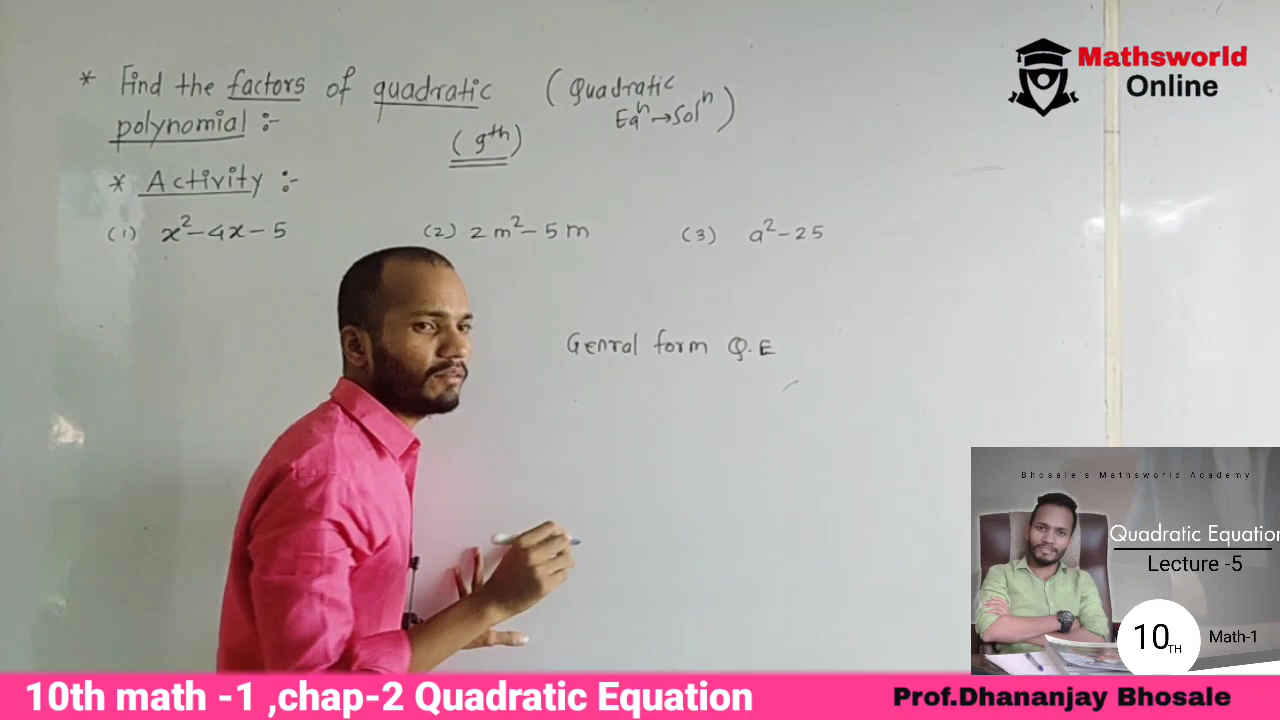 * Find the factors of quadratic (Quadratic
polynomial :- Eqⁿ→Solⁿ)
(9th)
* Activity :-
(1) x²-4x-5 (2) 2m²-5m (3) a²-25
Genral form Q.E
Mathsworld
Online
Bhosale's Mathsworld Academy
Quadratic Equation
Lecture -5
10TH Math-1
10th math -1 ,chap-2 Quadratic Equation
Prof.Dhananjay Bhosale